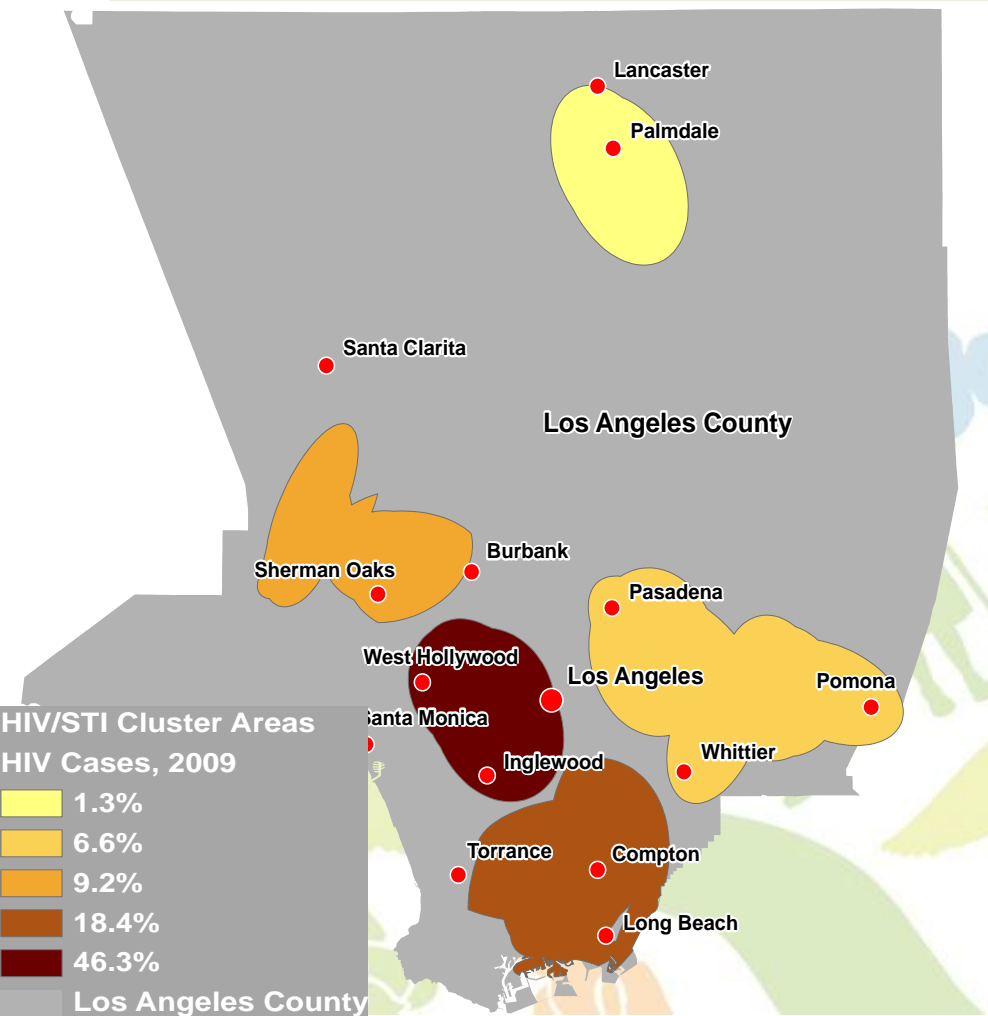 Lancaster
Palmdale
Santa Clarita
Los Angeles County
Burbank
Sherman Oaks
Pasadena
West Hollywood
Los Angeles
Pomona
Santa Monica
Inglewood
Whittier
Torrance
Compton
Long Beach
HIV/STI Cluster Areas
HIV Cases, 2009
1.3%
6.6%
9.2%
18.4%
46.3%
Los Angeles County